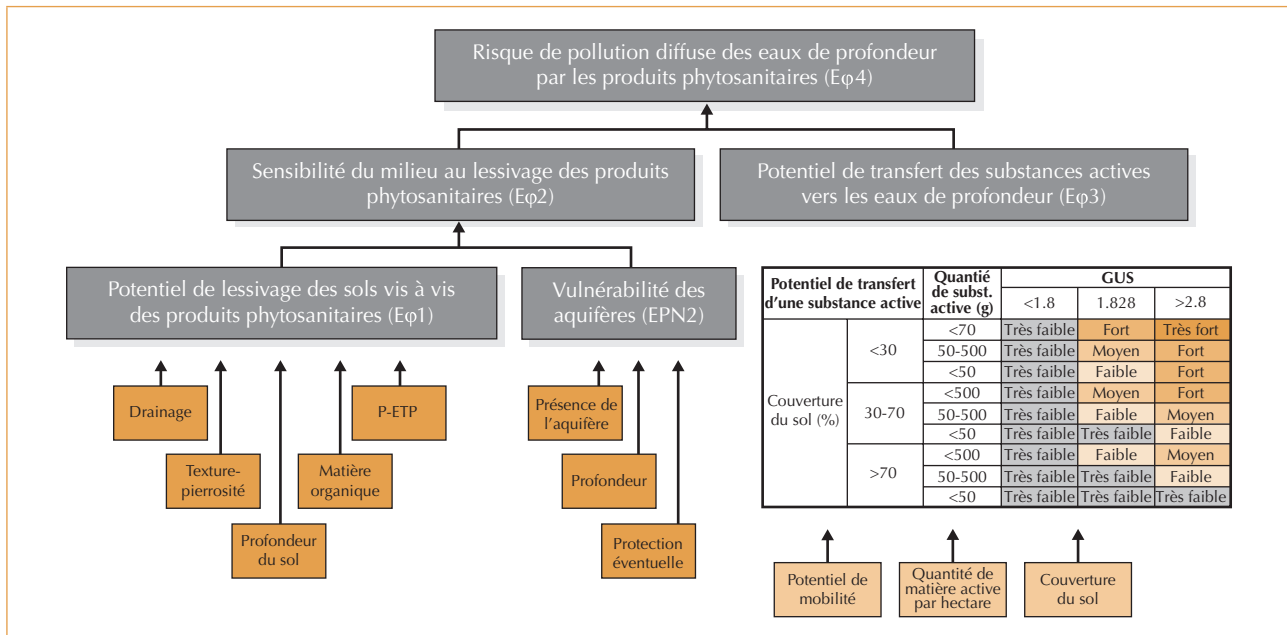 Risque de pollution diffuse des eaux de profondeur
par les produits phytosanitaires (Eφ4)
Sensibilité du milieu au lessivage des produits
phytosanitaires (Eφ2)
Potentiel de transfert des substances actives
vers les eaux de profondeur (Eφ3)
Potentiel de lessivage des sols vis à vis
des produits phytosanitaires (Eφ1)
Vulnérabilité des
aquifères (EPN2)
Drainage
Texture-
pierrosité
Profondeur
du sol
Matière
organique
P-ETP
Présence de
l'aquifère
Profondeur
Protection
éventuelle
Potentiel de transfert
d'une substance active
Quantié
de subst.
active (g)
GUS
<1.8 1.828 >2.8
Couverture
du sol (%)
<30
<70 Très faible Fort Très fort
50-500 Très faible Moyen Fort
<50 Très faible Faible Fort
30-70
<500 Très faible Moyen Fort
50-500 Très faible Faible Moyen
<50 Très faible Très faible Faible
>70
<500 Très faible Faible Moyen
50-500 Très faible Très faible Faible
<50 Très faible Très faible Très faible
Potentiel de
mobilité
Quantité de
matière active
par hectare
Couverture
du sol